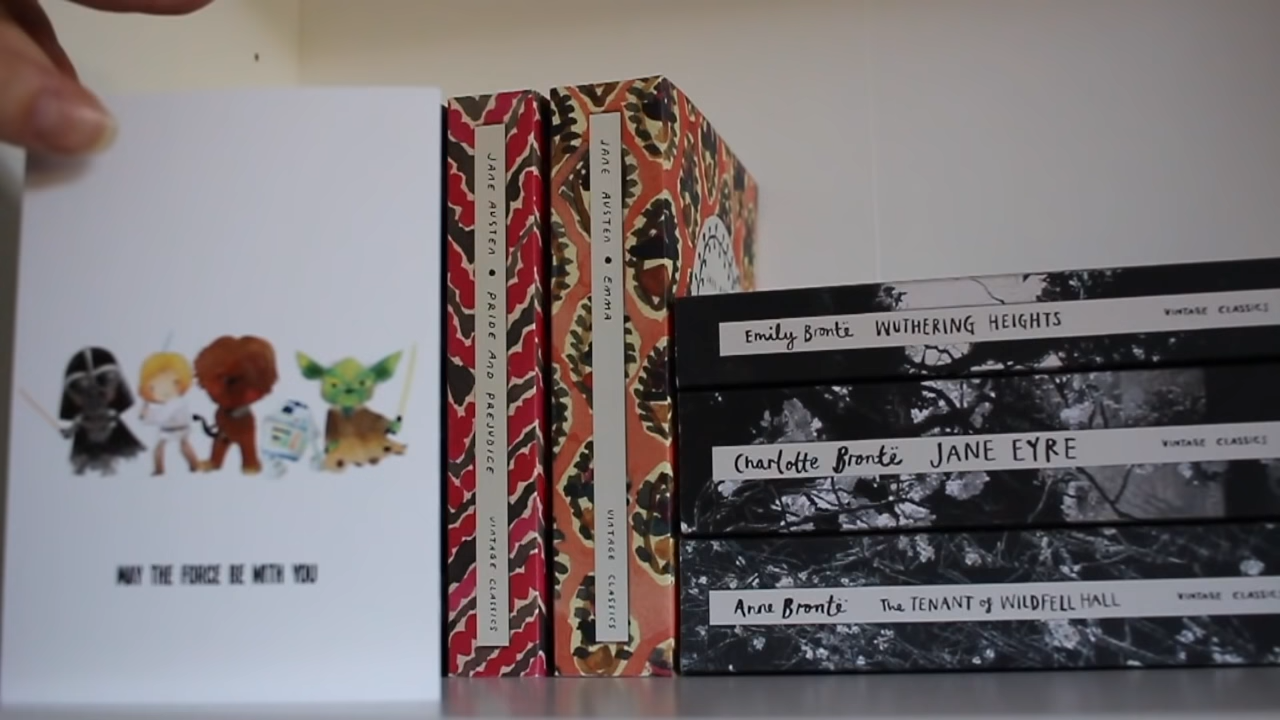 MAY THE FORCE BE WITH YOU
JANE AUSTEN • PRIDE AND PREJUDICE VINTAGE CLASSICS
JANE AUSTEN • EMMA VINTAGE CLASSICS
Emily Brontë WUTHERING HEIGHTS VINTAGE CLASSICS
Charlotte Brontë JANE EYRE VINTAGE CLASSICS
Anne Brontë The TENANT of WILDFELL HALL VINTAGE CLASSICS